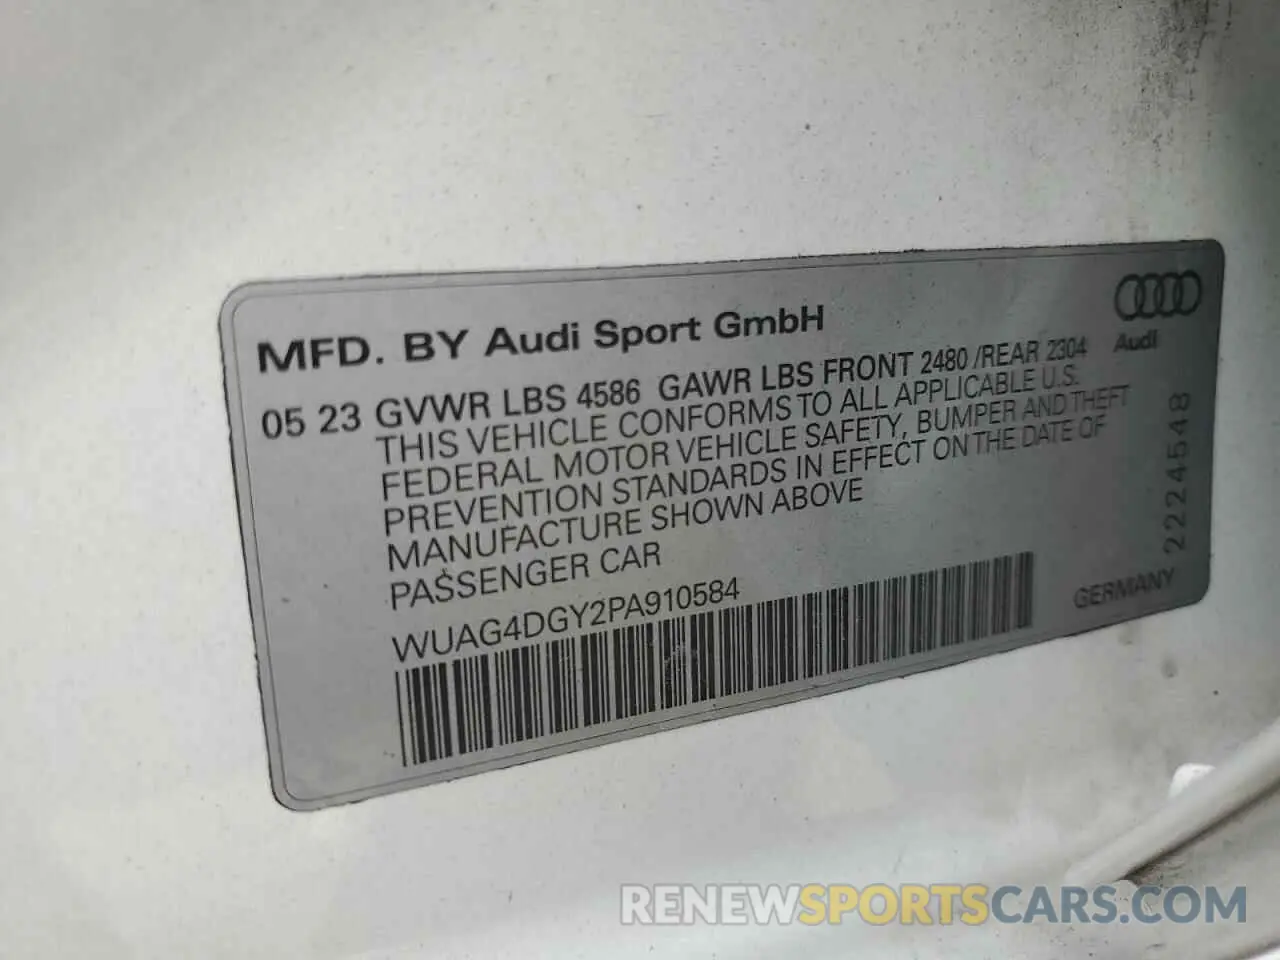 MFD. BY Audi Sport GmbH
Audi
05 23 GVWR LBS 4586 GAWR LBS FRONT 2480 /REAR 2304
THIS VEHICLE CONFORMS TO ALL APPLICABLE U.S.
FEDERAL MOTOR VEHICLE SAFETY, BUMPER AND THEFT
PREVENTION STANDARDS IN EFFECT ON THE DATE OF
MANUFACTURE SHOWN ABOVE
PASSENGER CAR
WUAG4DGY2PA910584
GERMANY
2224548
RENEWSPORTSCARS.COM